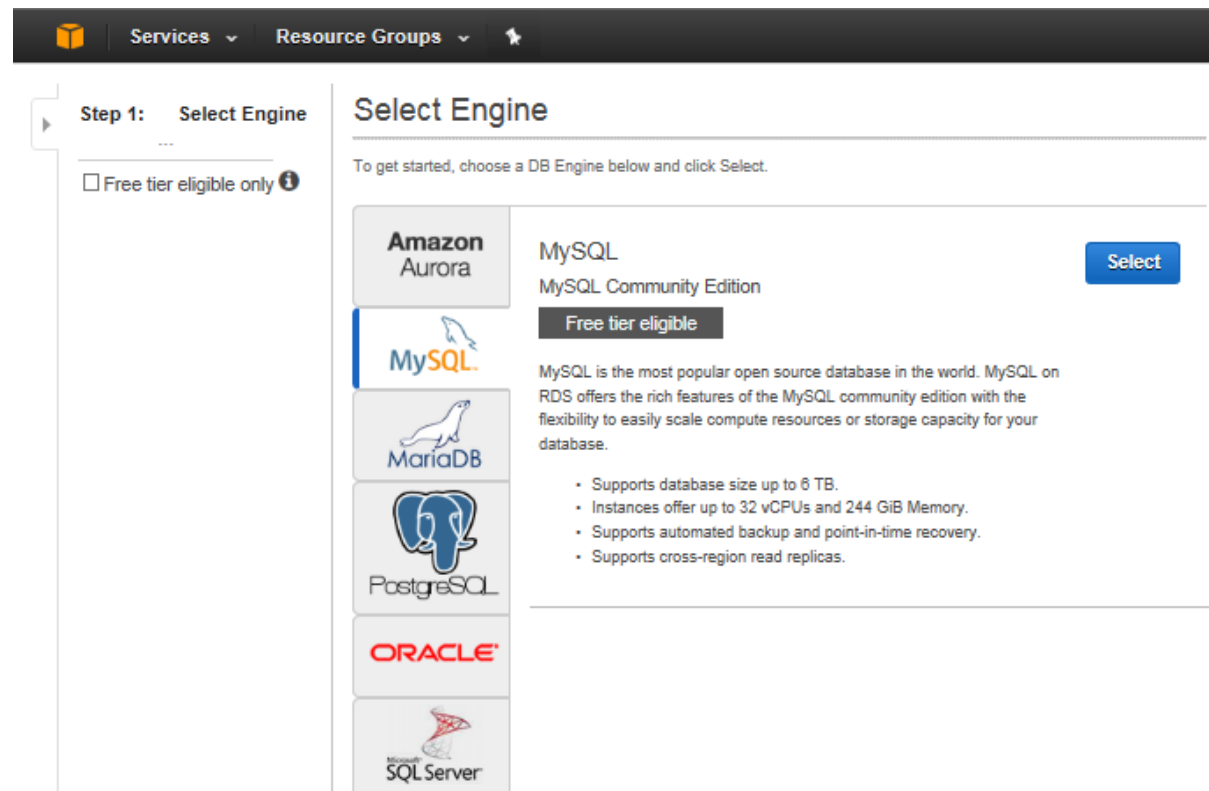 Services
Resource Groups
Step 1: Select Engine
---
Free tier eligible only
Select Engine
To get started, choose a DB Engine below and click Select.
Amazon
Aurora
MySQL
MariaDB
PostgreSQL
ORACLE
Microsoft
SQL Server
MySQL
MySQL Community Edition
Free tier eligible
Select
MySQL is the most popular open source database in the world. MySQL on
RDS offers the rich features of the MySQL community edition with the
flexibility to easily scale compute resources or storage capacity for your
database.
Supports database size up to 6 TB.
Instances offer up to 32 vCPUs and 244 GiB Memory.
Supports automated backup and point-in-time recovery.
Supports cross-region read replicas.